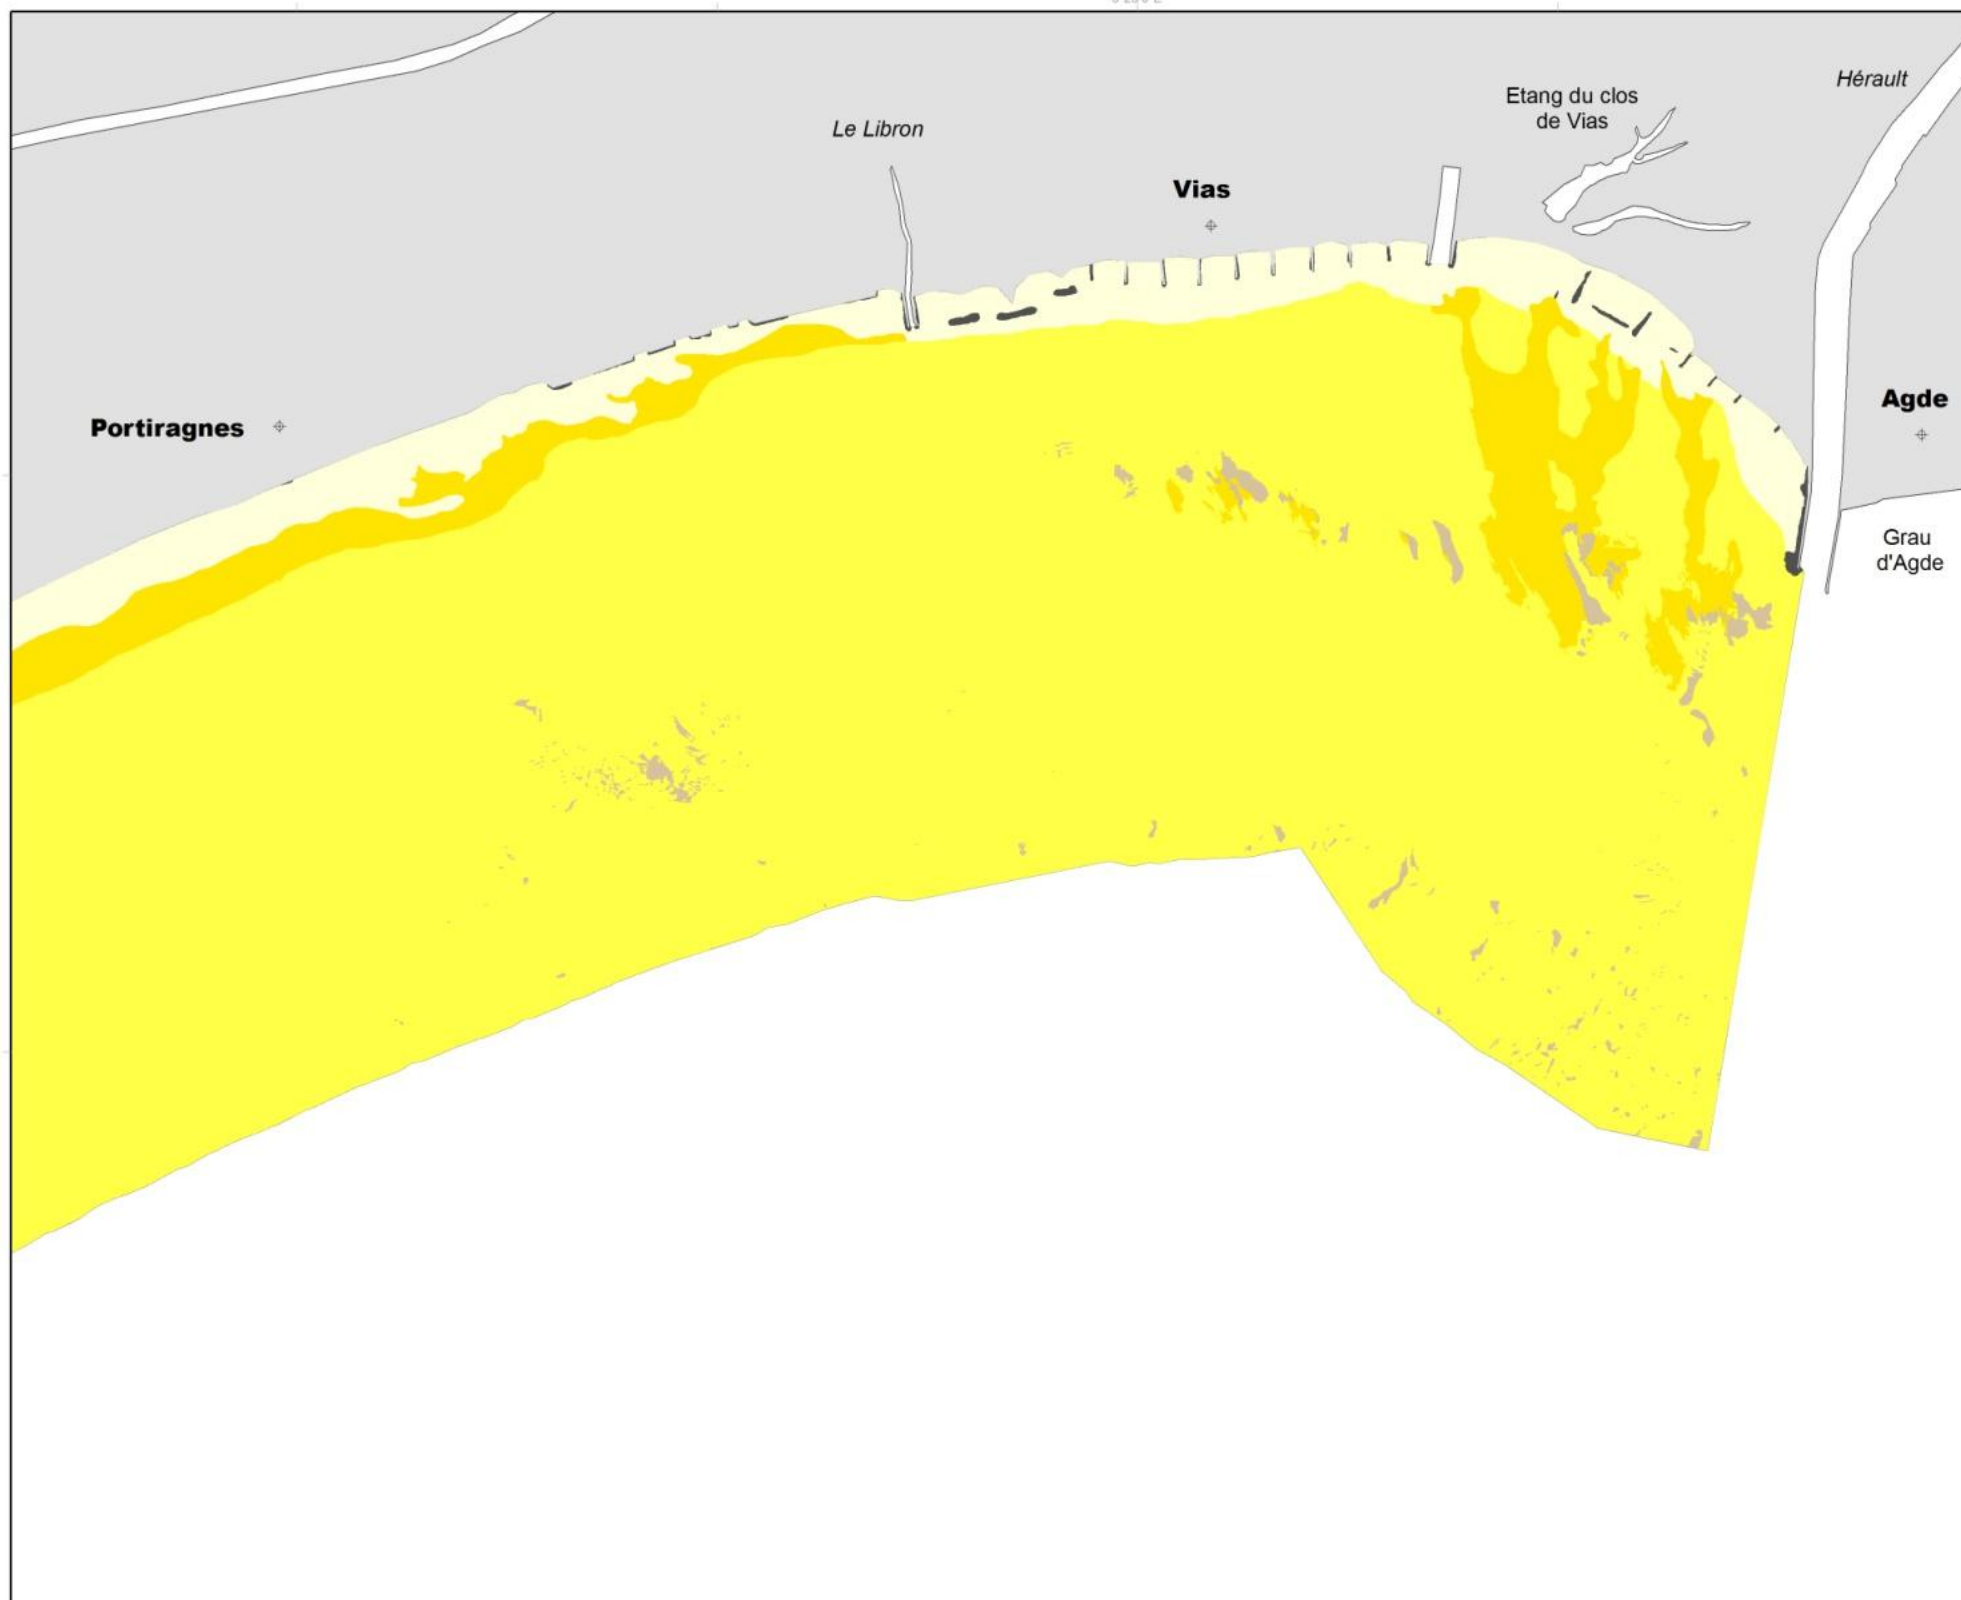 Hérault
Etang du clos
de Vias
Le Libron
Vias
Agde
Portiragnes
Grau
d'Agde